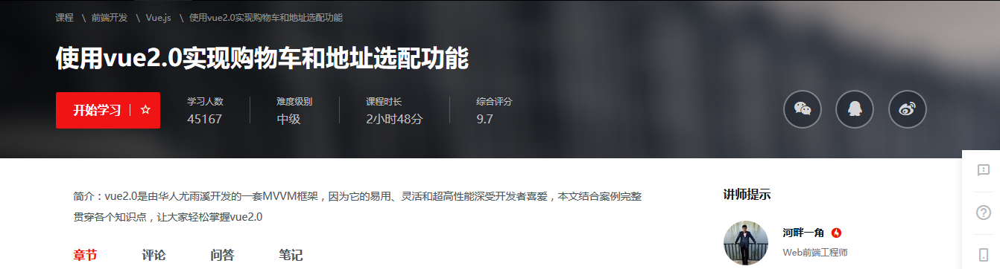 课程 \ 前端开发 \ Vue.js \ 使用vue2.0实现购物车和地址选配功能
使用vue2.0实现购物车和地址选配功能
开始学习
学习人数
45167
难度级别
中级
课程时长
2小时48分
综合评分
9.7
简介：vue2.0是由华人尤雨溪开发的一套MVVM框架，因为它的易用、灵活和超高性能深受开发者喜爱，本文结合案例完整
贯穿各个知识点，让大家轻松掌握vue2.0
讲师提示
河畔一角
Web前端工程师
章节 评论 问答 笔记